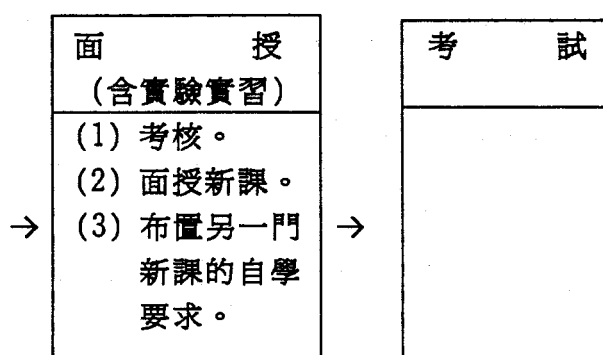 面 授
(含實驗實習)
(1) 考核。
(2) 面授新課。
(3) 布置另一門
新課的自學
要求。
→
→
考 試